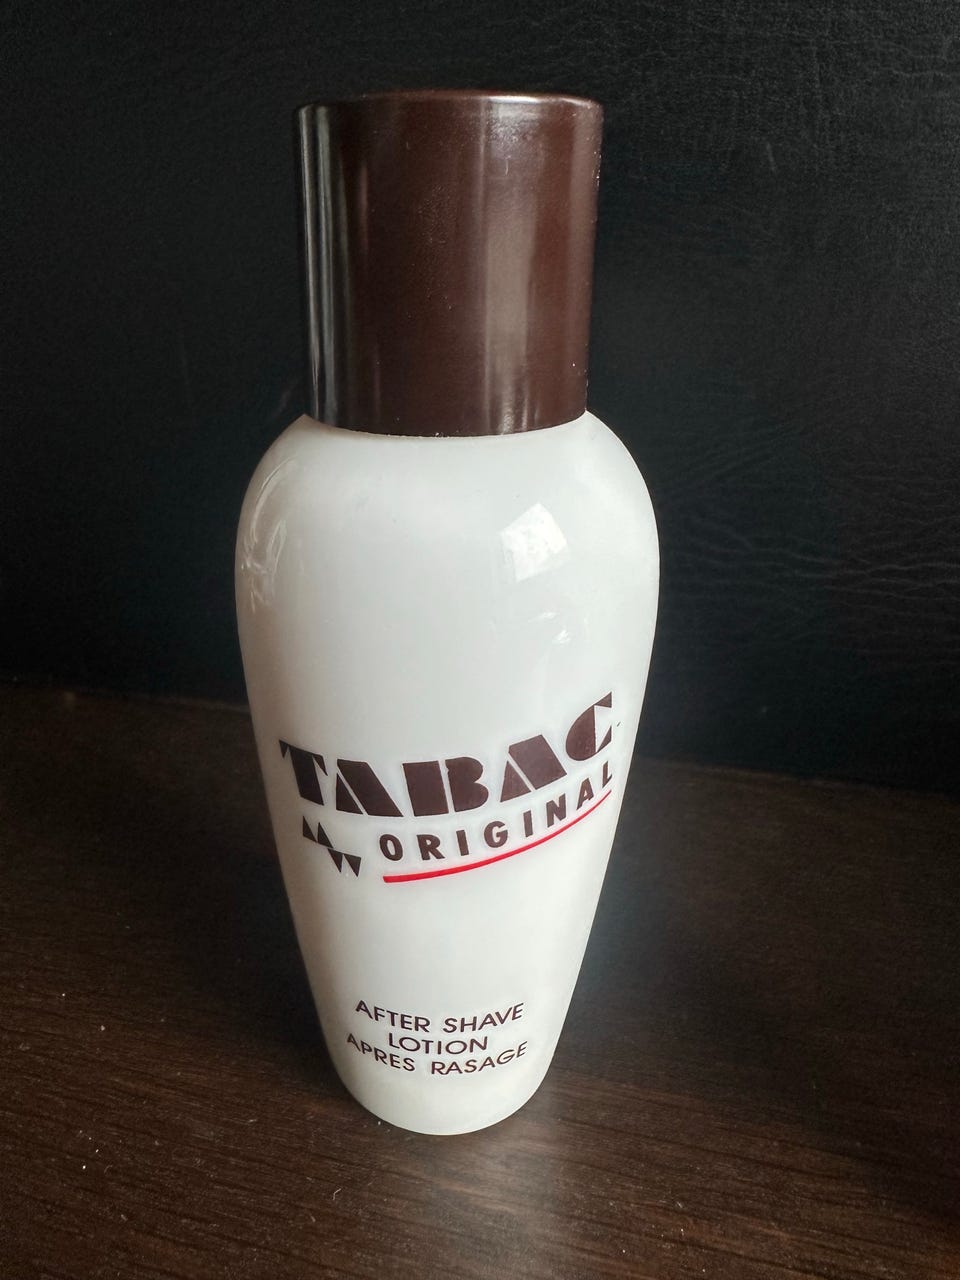 TABAC
ORIGINAL
AFTER SHAVE
LOTION
APRES RASAGE